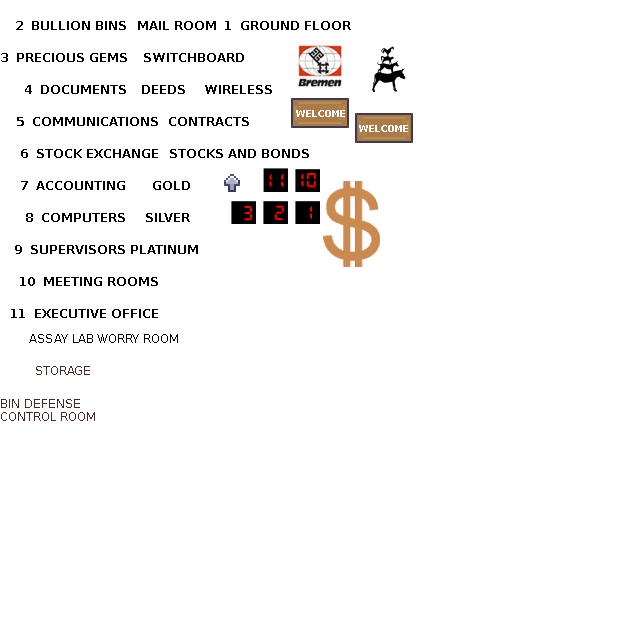 2 BULLION BINS MAIL ROOM 1 GROUND FLOOR
3 PRECIOUS GEMS SWITCHBOARD
Bremen
4 DOCUMENTS DEEDS WIRELESS
WELCOME
5 COMMUNICATIONS CONTRACTS
WELCOME
6 STOCK EXCHANGE STOCKS AND BONDS
7 ACCOUNTING GOLD
11 10
8 COMPUTERS SILVER
3 2 1
$
9 SUPERVISORS PLATINUM
10 MEETING ROOMS
11 EXECUTIVE OFFICE
ASSAY LAB WORRY ROOM
STORAGE
BIN DEFENSE
CONTROL ROOM